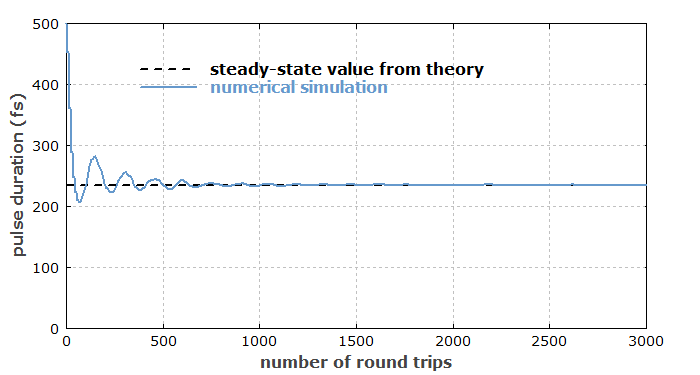 500
400
300
200
100
0
pulse duration (fs)
steady-state value from theory
numerical simulation
0 500 1000 1500 2000 2500 3000
number of round trips